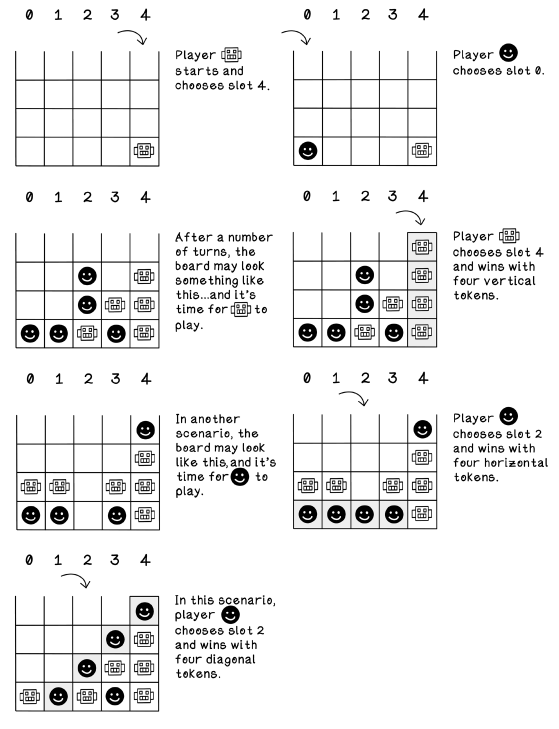 0 1 2 3 4
Player
starts and
chooses slot 4.
0 1 2 3 4
Player
chooses slot 0.
0 1 2 3 4
After a number
of turns, the
board may look
something like
this...and it's
time for to
play.
0 1 2 3 4
Player
chooses slot 4
and wins with
four vertical
tokens.
0 1 2 3 4
In another
scenario, the
board may look
like this,and it's
time for to
play.
0 1 2 3 4
Player
chooses slot 2
and wins with
four horizontal
tokens.
0 1 2 3 4
In this scenario,
player
chooses slot 2
and wins with
four diagonal
tokens.